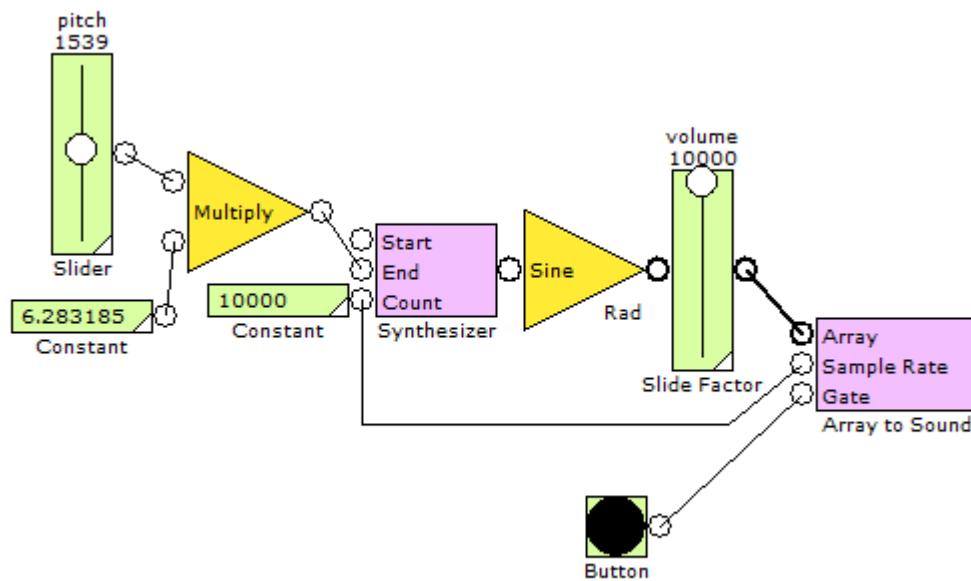 pitch
1539
Slider
Multiply
6.283185
Constant
10000
Constant
Start
End
Count
Synthesizer
Sine
Rad
volume
10000
Slide Factor
Array
Sample Rate
Gate
Array to Sound
Button